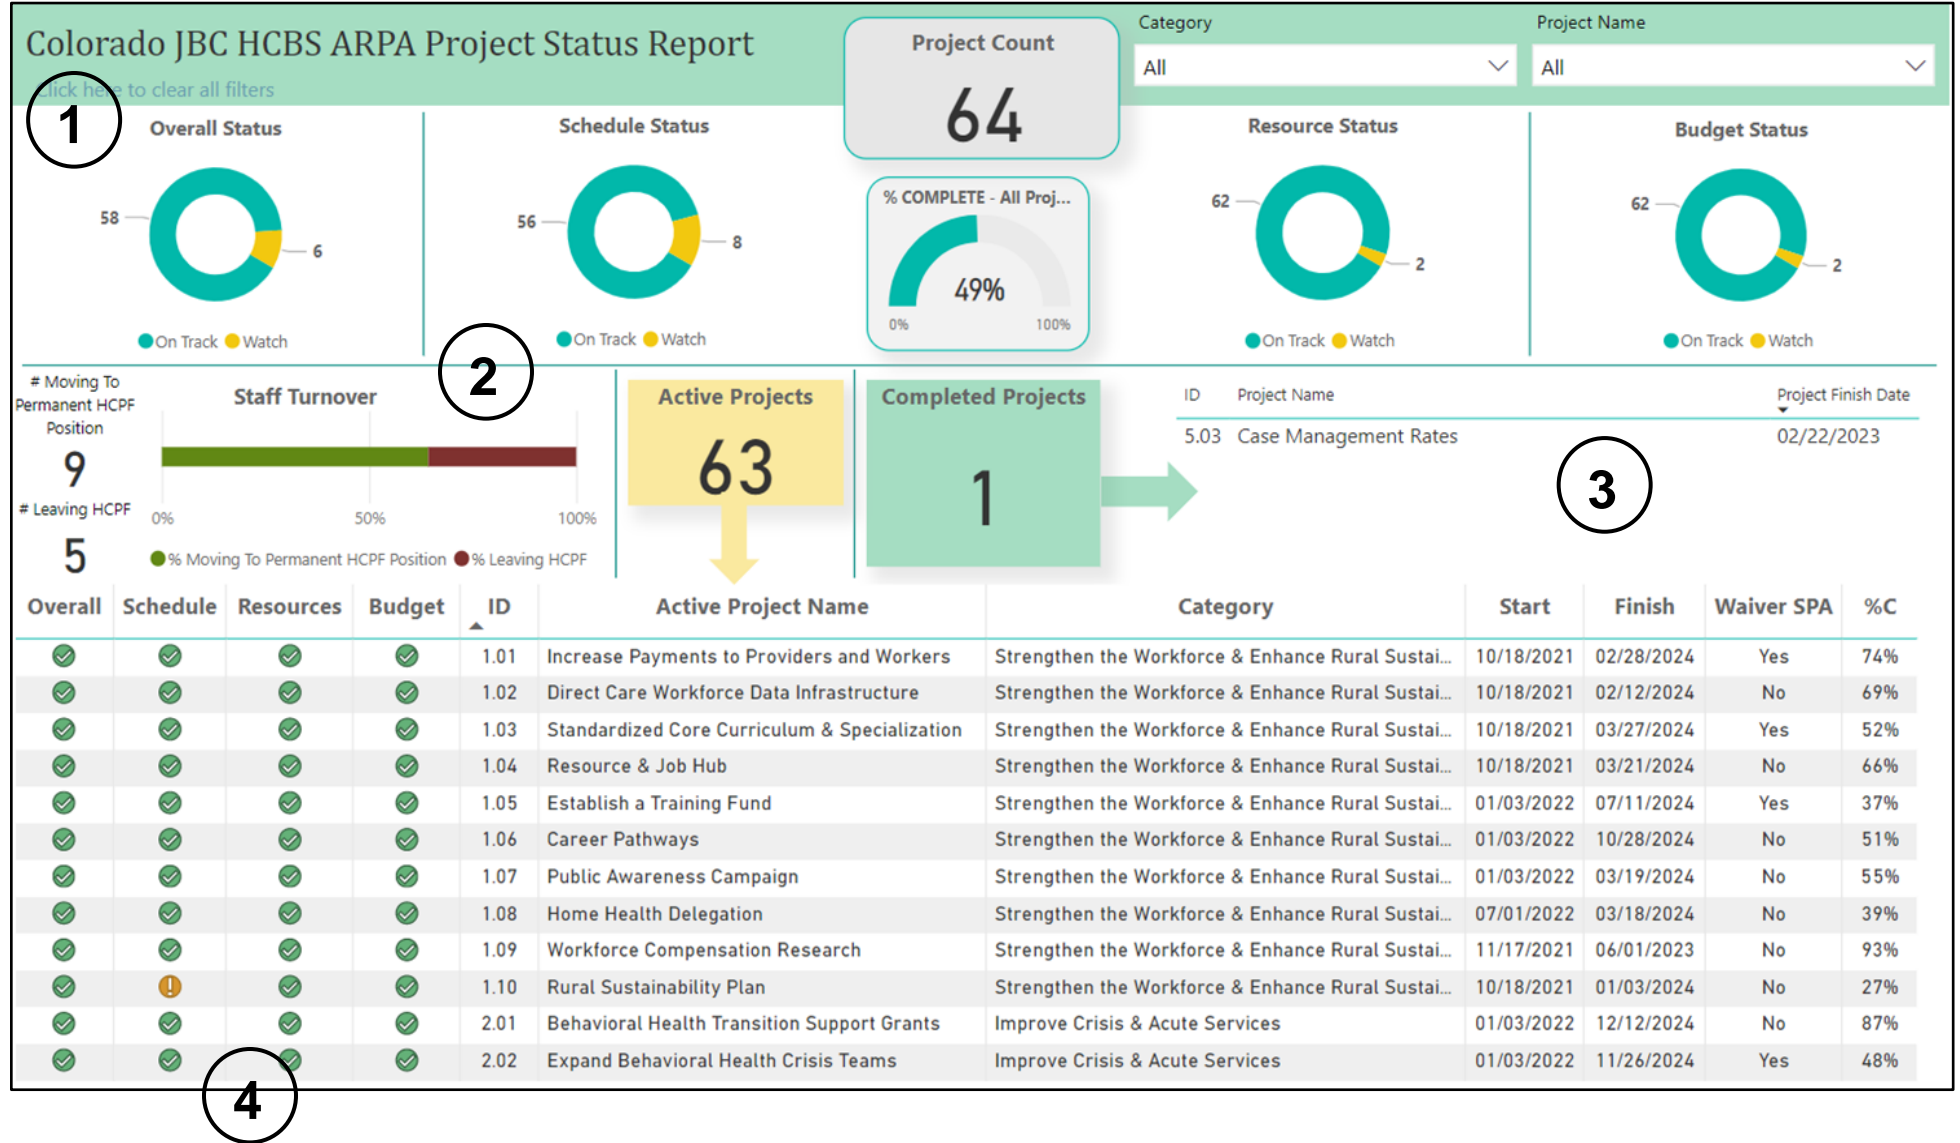 Colorado JBC HCBS ARPA Project Status Report
Click here to clear all filters
Project Count
64
Category
All
Project Name
All
1
Overall Status
58
6
On Track Watch
Schedule Status
56
8
On Track Watch
% COMPLETE - All Proj...
49%
0% 100%
Resource Status
62
2
On Track Watch
Budget Status
62
2
On Track Watch
2
# Moving To
Permanent HCPF
Position
9
# Leaving HCPF
5
Staff Turnover
0% 50% 100%
% Moving To Permanent HCPF Position % Leaving HCPF
Active Projects
63
Completed Projects
1
ID Project Name Project Finish Date
5.03 Case Management Rates 02/22/2023
3
Overall Schedule Resources Budget ID Active Project Name Category Start Finish Waiver SPA %C
1.01 Increase Payments to Providers and Workers Strengthen the Workforce & Enhance Rural Sustai... 10/18/2021 02/28/2024 Yes 74%
1.02 Direct Care Workforce Data Infrastructure Strengthen the Workforce & Enhance Rural Sustai... 10/18/2021 02/12/2024 No 69%
1.03 Standardized Core Curriculum & Specialization Strengthen the Workforce & Enhance Rural Sustai... 10/18/2021 03/27/2024 Yes 52%
1.04 Resource & Job Hub Strengthen the Workforce & Enhance Rural Sustai... 10/18/2021 03/21/2024 No 66%
1.05 Establish a Training Fund Strengthen the Workforce & Enhance Rural Sustai... 01/03/2022 07/11/2024 Yes 37%
1.06 Career Pathways Strengthen the Workforce & Enhance Rural Sustai... 01/03/2022 10/28/2024 No 51%
1.07 Public Awareness Campaign Strengthen the Workforce & Enhance Rural Sustai... 01/03/2022 03/19/2024 No 55%
1.08 Home Health Delegation Strengthen the Workforce & Enhance Rural Sustai... 07/01/2022 03/18/2024 No 39%
1.09 Workforce Compensation Research Strengthen the Workforce & Enhance Rural Sustai... 11/17/2021 06/01/2023 No 93%
1.10 Rural Sustainability Plan Strengthen the Workforce & Enhance Rural Sustai... 10/18/2021 01/03/2024 No 27%
2.01 Behavioral Health Transition Support Grants Improve Crisis & Acute Services 01/03/2022 12/12/2024 No 87%
2.02 Expand Behavioral Health Crisis Teams Improve Crisis & Acute Services 01/03/2022 11/26/2024 Yes 48%
4